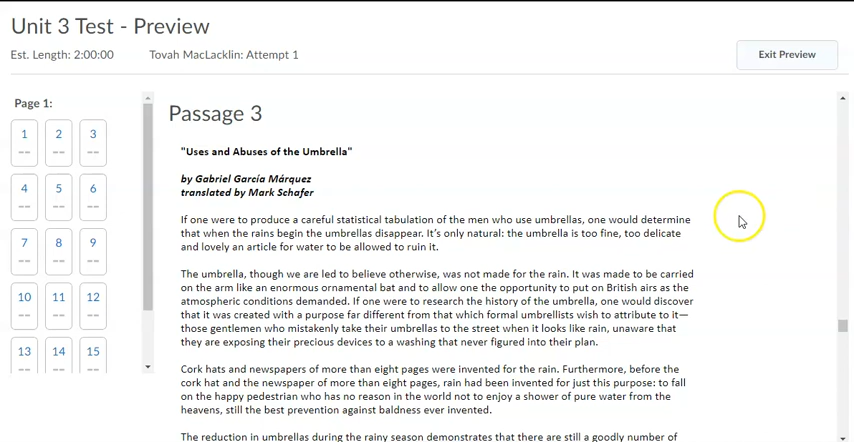 Unit 3 Test - Preview
Est. Length: 2:00:00 Tovah MacLacklin: Attempt 1
Exit Preview
Page 1:
1 2 3
-- -- --
4 5 6
-- -- --
7 8 9
-- -- --
10 11 12
-- -- --
13 14 15
Passage 3
"Uses and Abuses of the Umbrella"
by Gabriel García Márquez
translated by Mark Schafer
If one were to produce a careful statistical tabulation of the men who use umbrellas, one would determine
that when the rains begin the umbrellas disappear. It's only natural: the umbrella is too fine, too delicate
and lovely an article for water to be allowed to ruin it.
The umbrella, though we are led to believe otherwise, was not made for the rain. It was made to be carried
on the arm like an enormous ornamental bat and to allow one the opportunity to put on British airs as the
atmospheric conditions demanded. If one were to research the history of the umbrella, one would discover
that it was created with a purpose far different from that which formal umbrellists wish to attribute to it—
those gentlemen who mistakenly take their umbrellas to the street when it looks like rain, unaware that
they are exposing their precious devices to a washing that never figured into their plan.
Cork hats and newspapers of more than eight pages were invented for the rain. Furthermore, before the
cork hat and the newspaper of more than eight pages, rain had been invented for just this purpose: to fall
on the happy pedestrian who has no reason in the world not to enjoy a shower of pure water from the
heavens, still the best prevention against baldness ever invented.
The reduction in umbrellas during the rainy season demonstrates that there are still a goodly number of